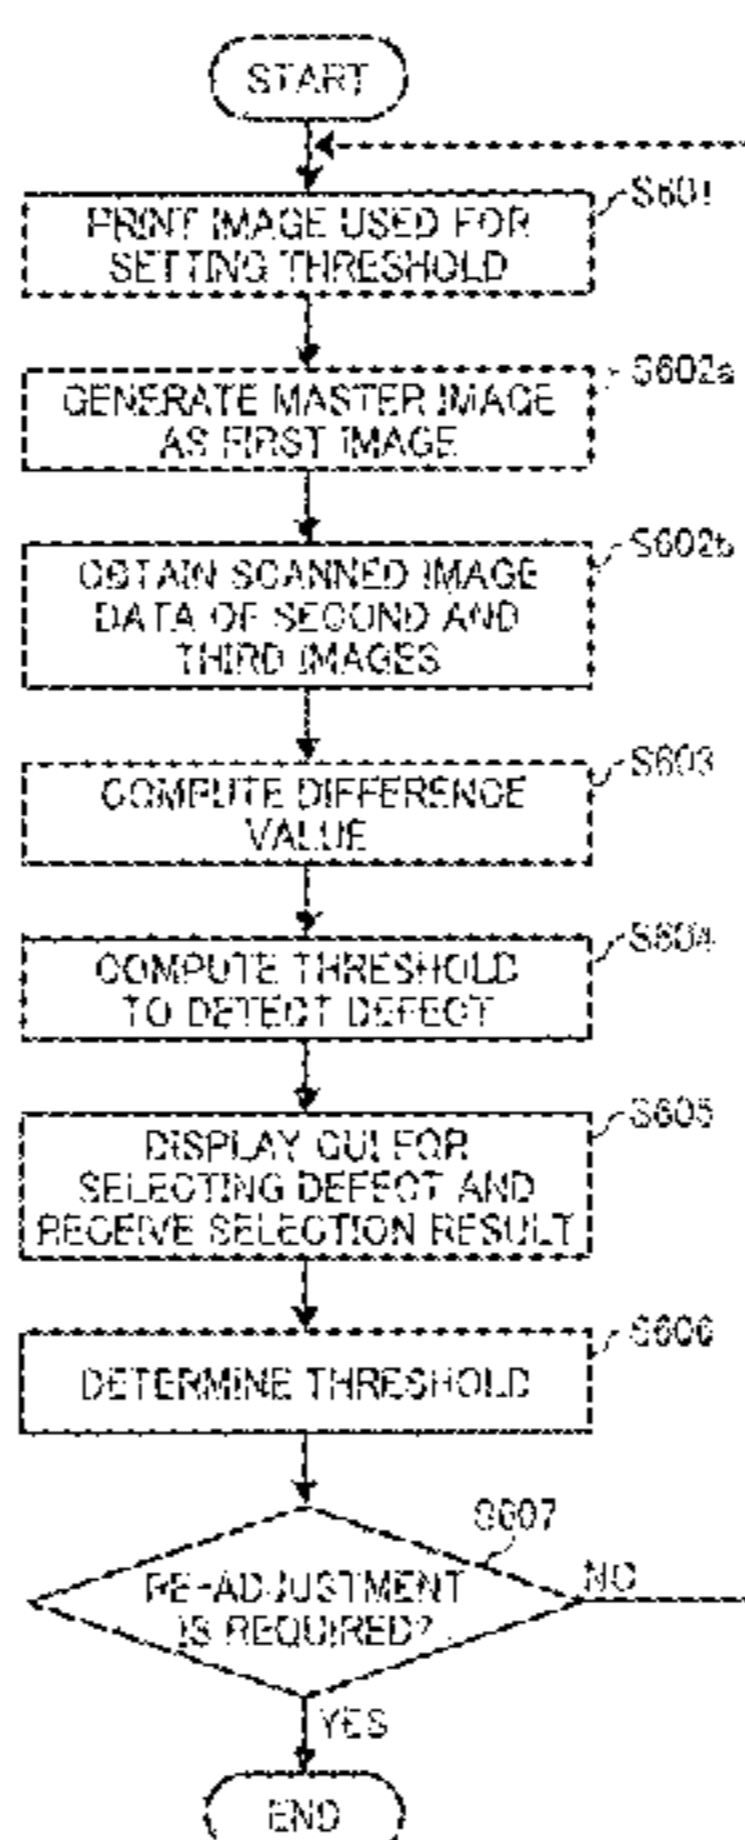 START
S601
PRINT IMAGE USED FOR
SETTING THRESHOLD
S602a
GENERATE MASTER IMAGE
AS FIRST IMAGE
S602b
OBTAIN SCANNED IMAGE
DATA OF SECOND AND
THIRD IMAGES
S603
COMPUTE DIFFERENCE
VALUE
S604
COMPUTE THRESHOLD
TO DETECT DEFECT
S605
DISPLAY GUI FOR
SELECTING DEFECT AND
RECEIVE SELECTION RESULT
S606
DETERMINE THRESHOLD
S607
RE-ADJUSTMENT
IS REQUIRED?
NO
YES
END